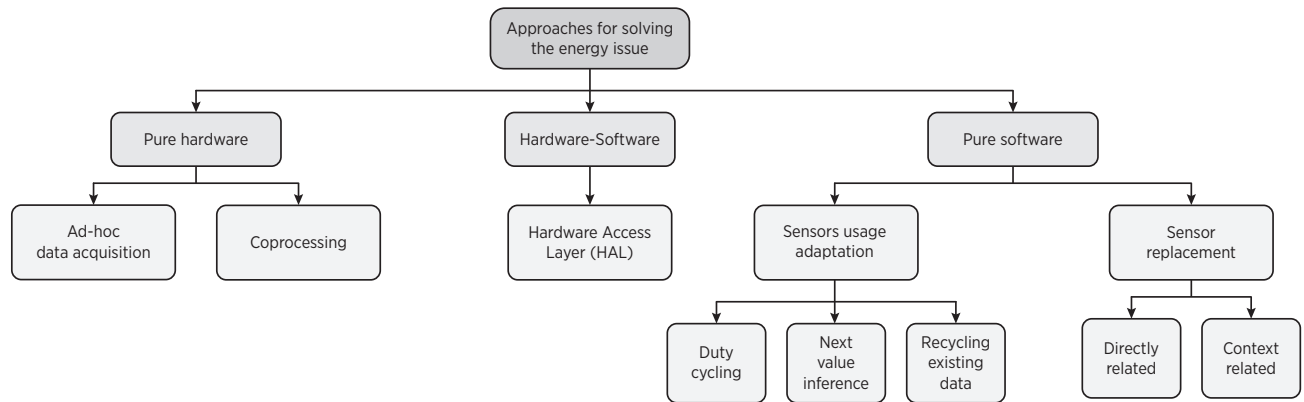 Approaches for solving
the energy issue
Pure hardware
Hardware-Software
Pure software
Ad-hoc
data acquisition
Coprocessing
Hardware Access
Layer (HAL)
Sensors usage
adaptation
Sensor
replacement
Duty
cycling
Next
value
inference
Recycling
existing
data
Directly
related
Context
related